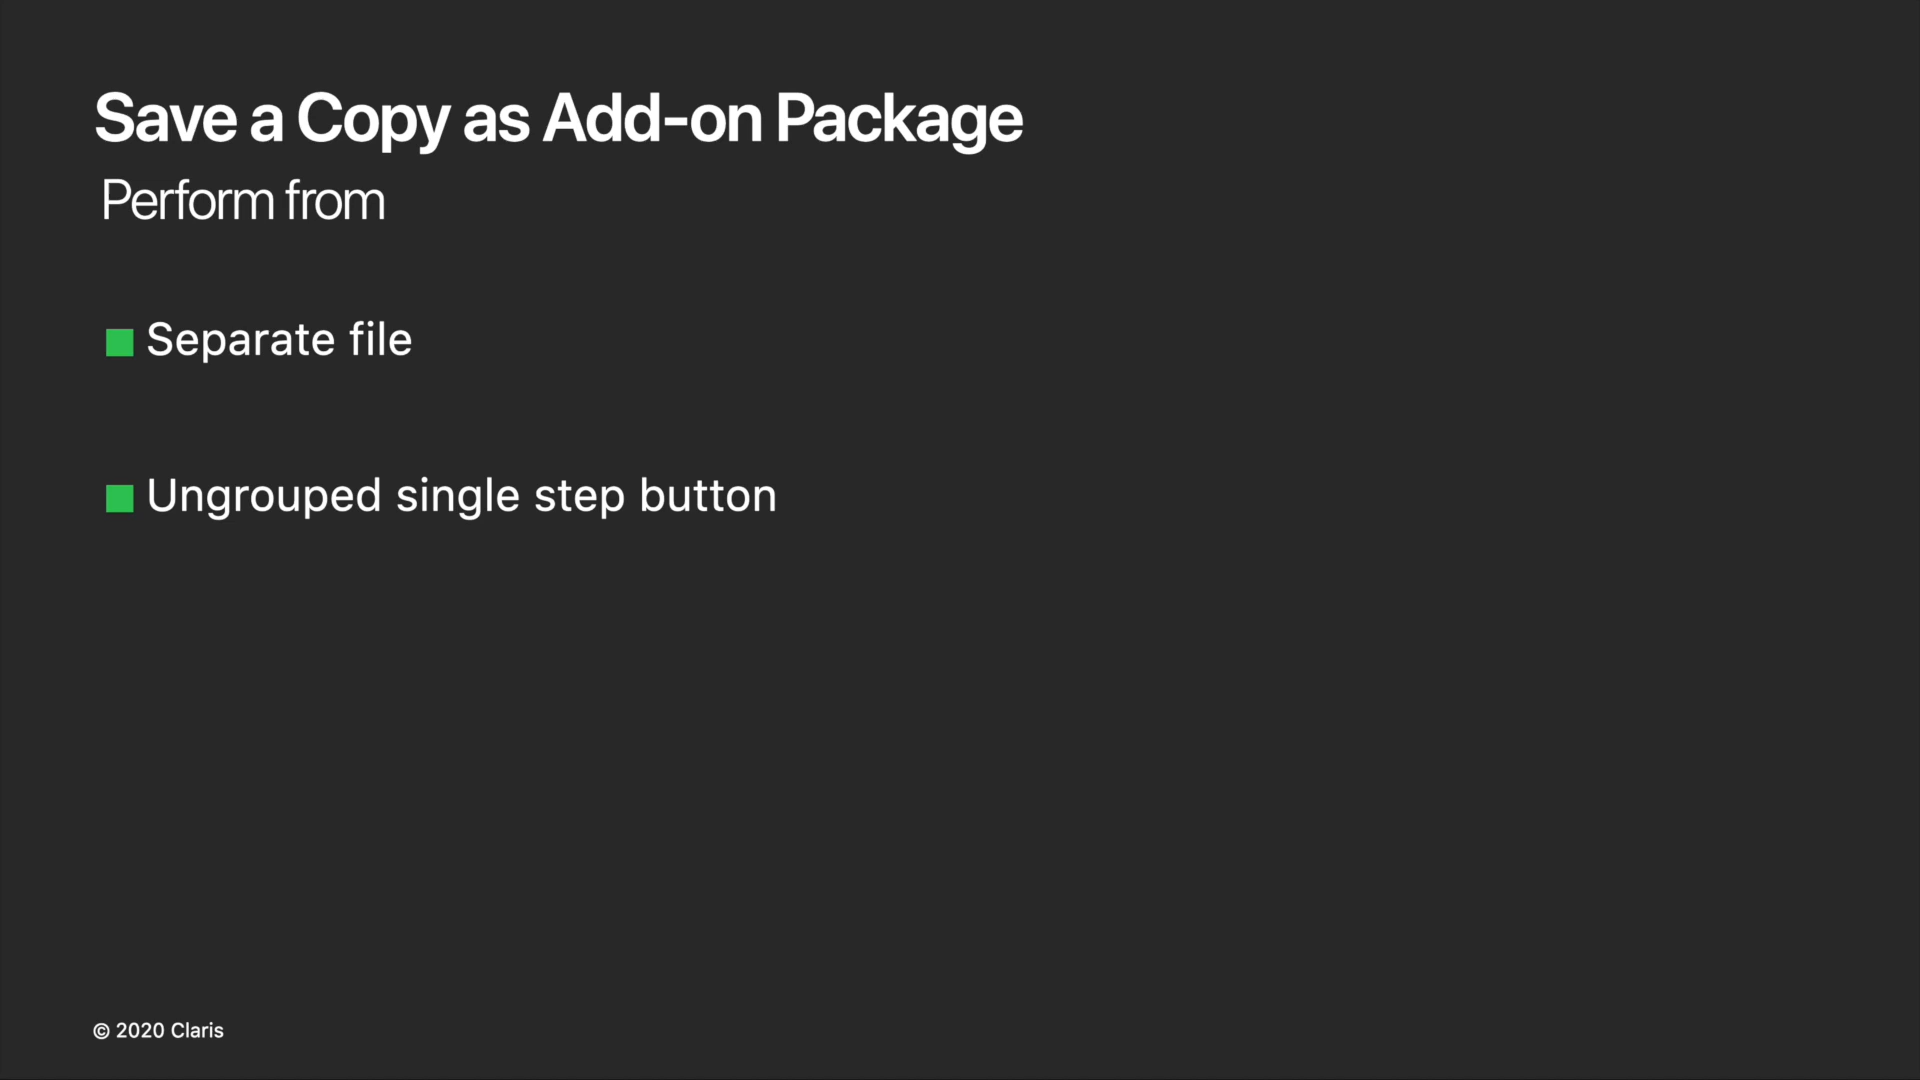 Save a Copy as Add-on Package
Perform from
Separate file
Ungrouped single step button
© 2020 Claris